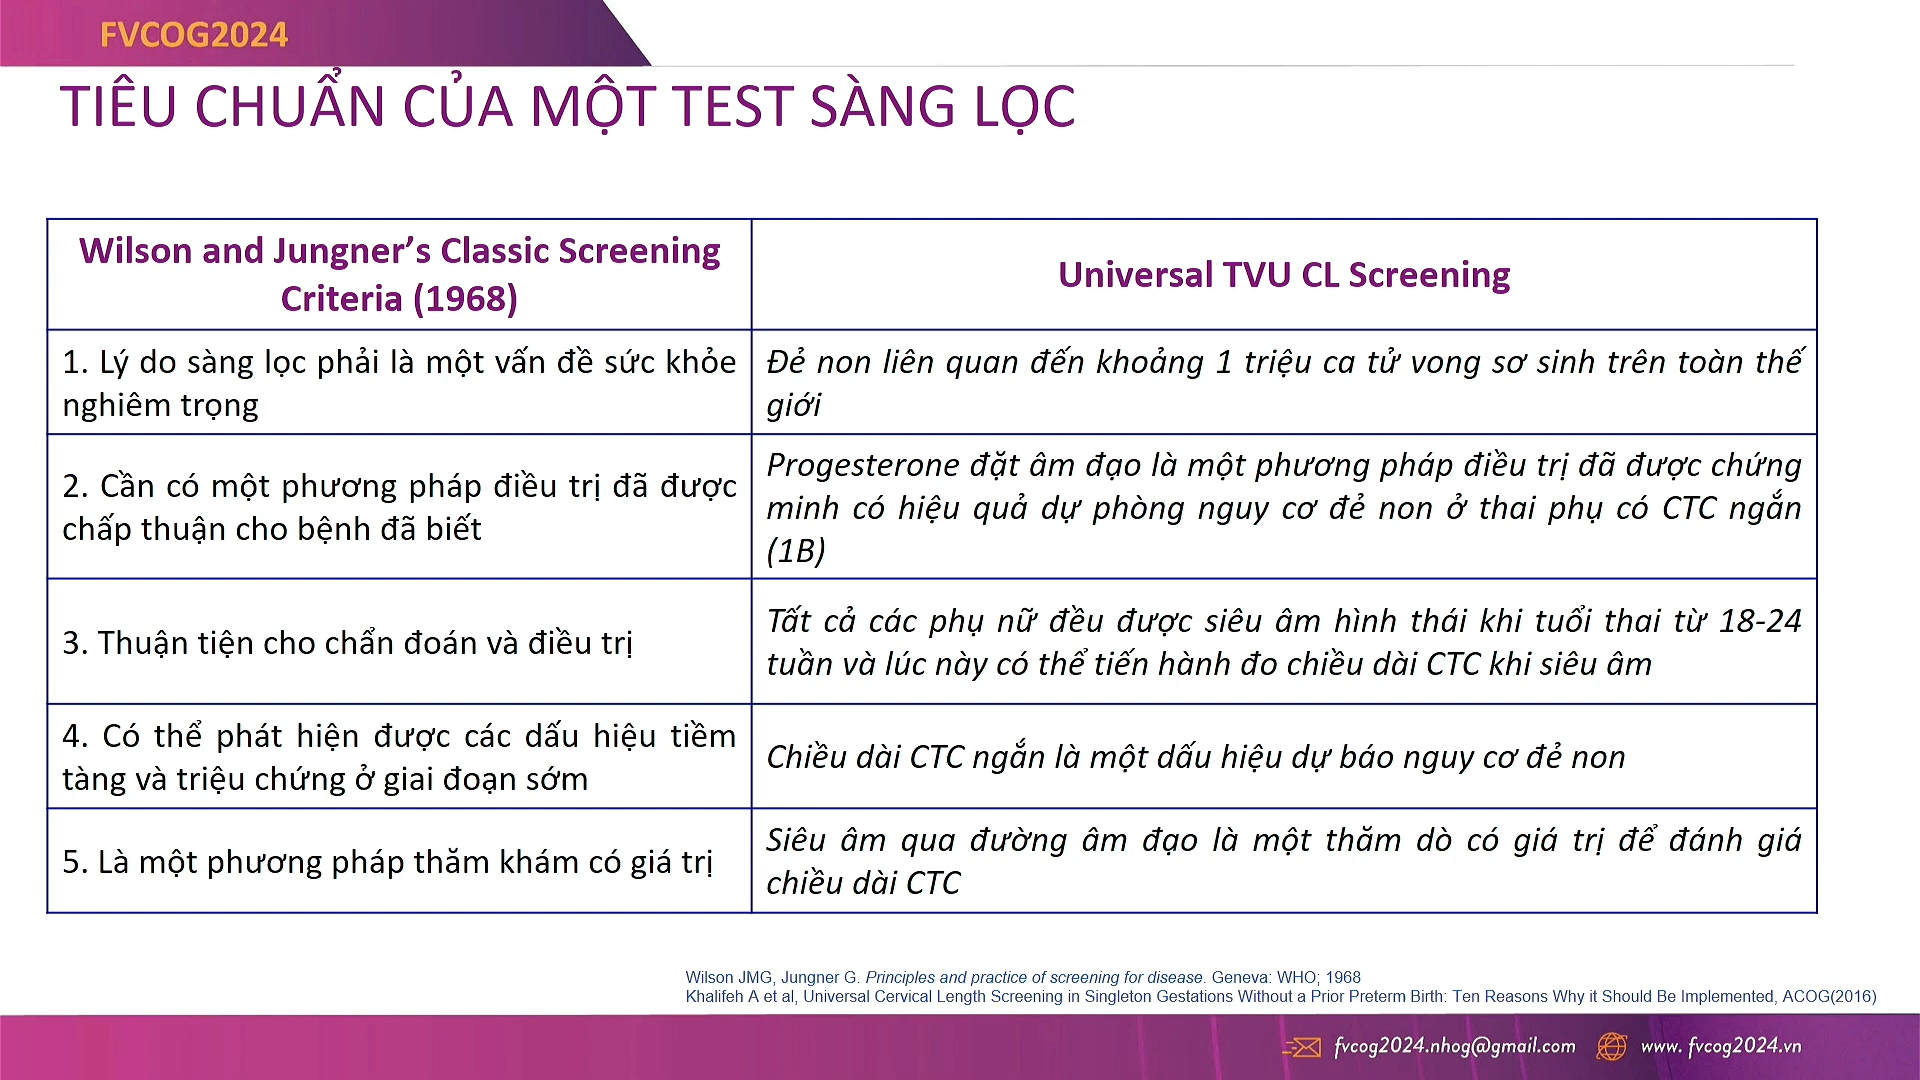 FVCOG2024
TIÊU CHUẨN CỦA MỘT TEST SÀNG LỌC
Wilson and Jungner’s Classic Screening
Criteria (1968)
Universal TVU CL Screening
1. Lý do sàng lọc phải là một vấn đề sức khỏe
nghiêm trọng
Đẻ non liên quan đến khoảng 1 triệu ca tử vong sơ sinh trên toàn thế
giới
2. Cần có một phương pháp điều trị đã được
chấp thuận cho bệnh đã biết
Progesterone đặt âm đạo là một phương pháp điều trị đã được chứng
minh có hiệu quả dự phòng nguy cơ đẻ non ở thai phụ có CTC ngắn
(1B)
3. Thuận tiện cho chẩn đoán và điều trị
Tất cả các phụ nữ đều được siêu âm hình thái khi tuổi thai từ 18-24
tuần và lúc này có thể tiến hành đo chiều dài CTC khi siêu âm
4. Có thể phát hiện được các dấu hiệu tiềm
tàng và triệu chứng ở giai đoạn sớm
Chiều dài CTC ngắn là một dấu hiệu dự báo nguy cơ đẻ non
5. Là một phương pháp thăm khám có giá trị
Siêu âm qua đường âm đạo là một thăm dò có giá trị để đánh giá
chiều dài CTC
Wilson JMG, Jungner G. Principles and practice of screening for disease. Geneva: WHO; 1968
Khalifeh A et al, Universal Cervical Length Screening in Singleton Gestations Without a Prior Preterm Birth: Ten Reasons Why it Should Be Implemented, ACOG(2016)
fvcog2024.nhog@gmail.com
www. fvcog2024.vn